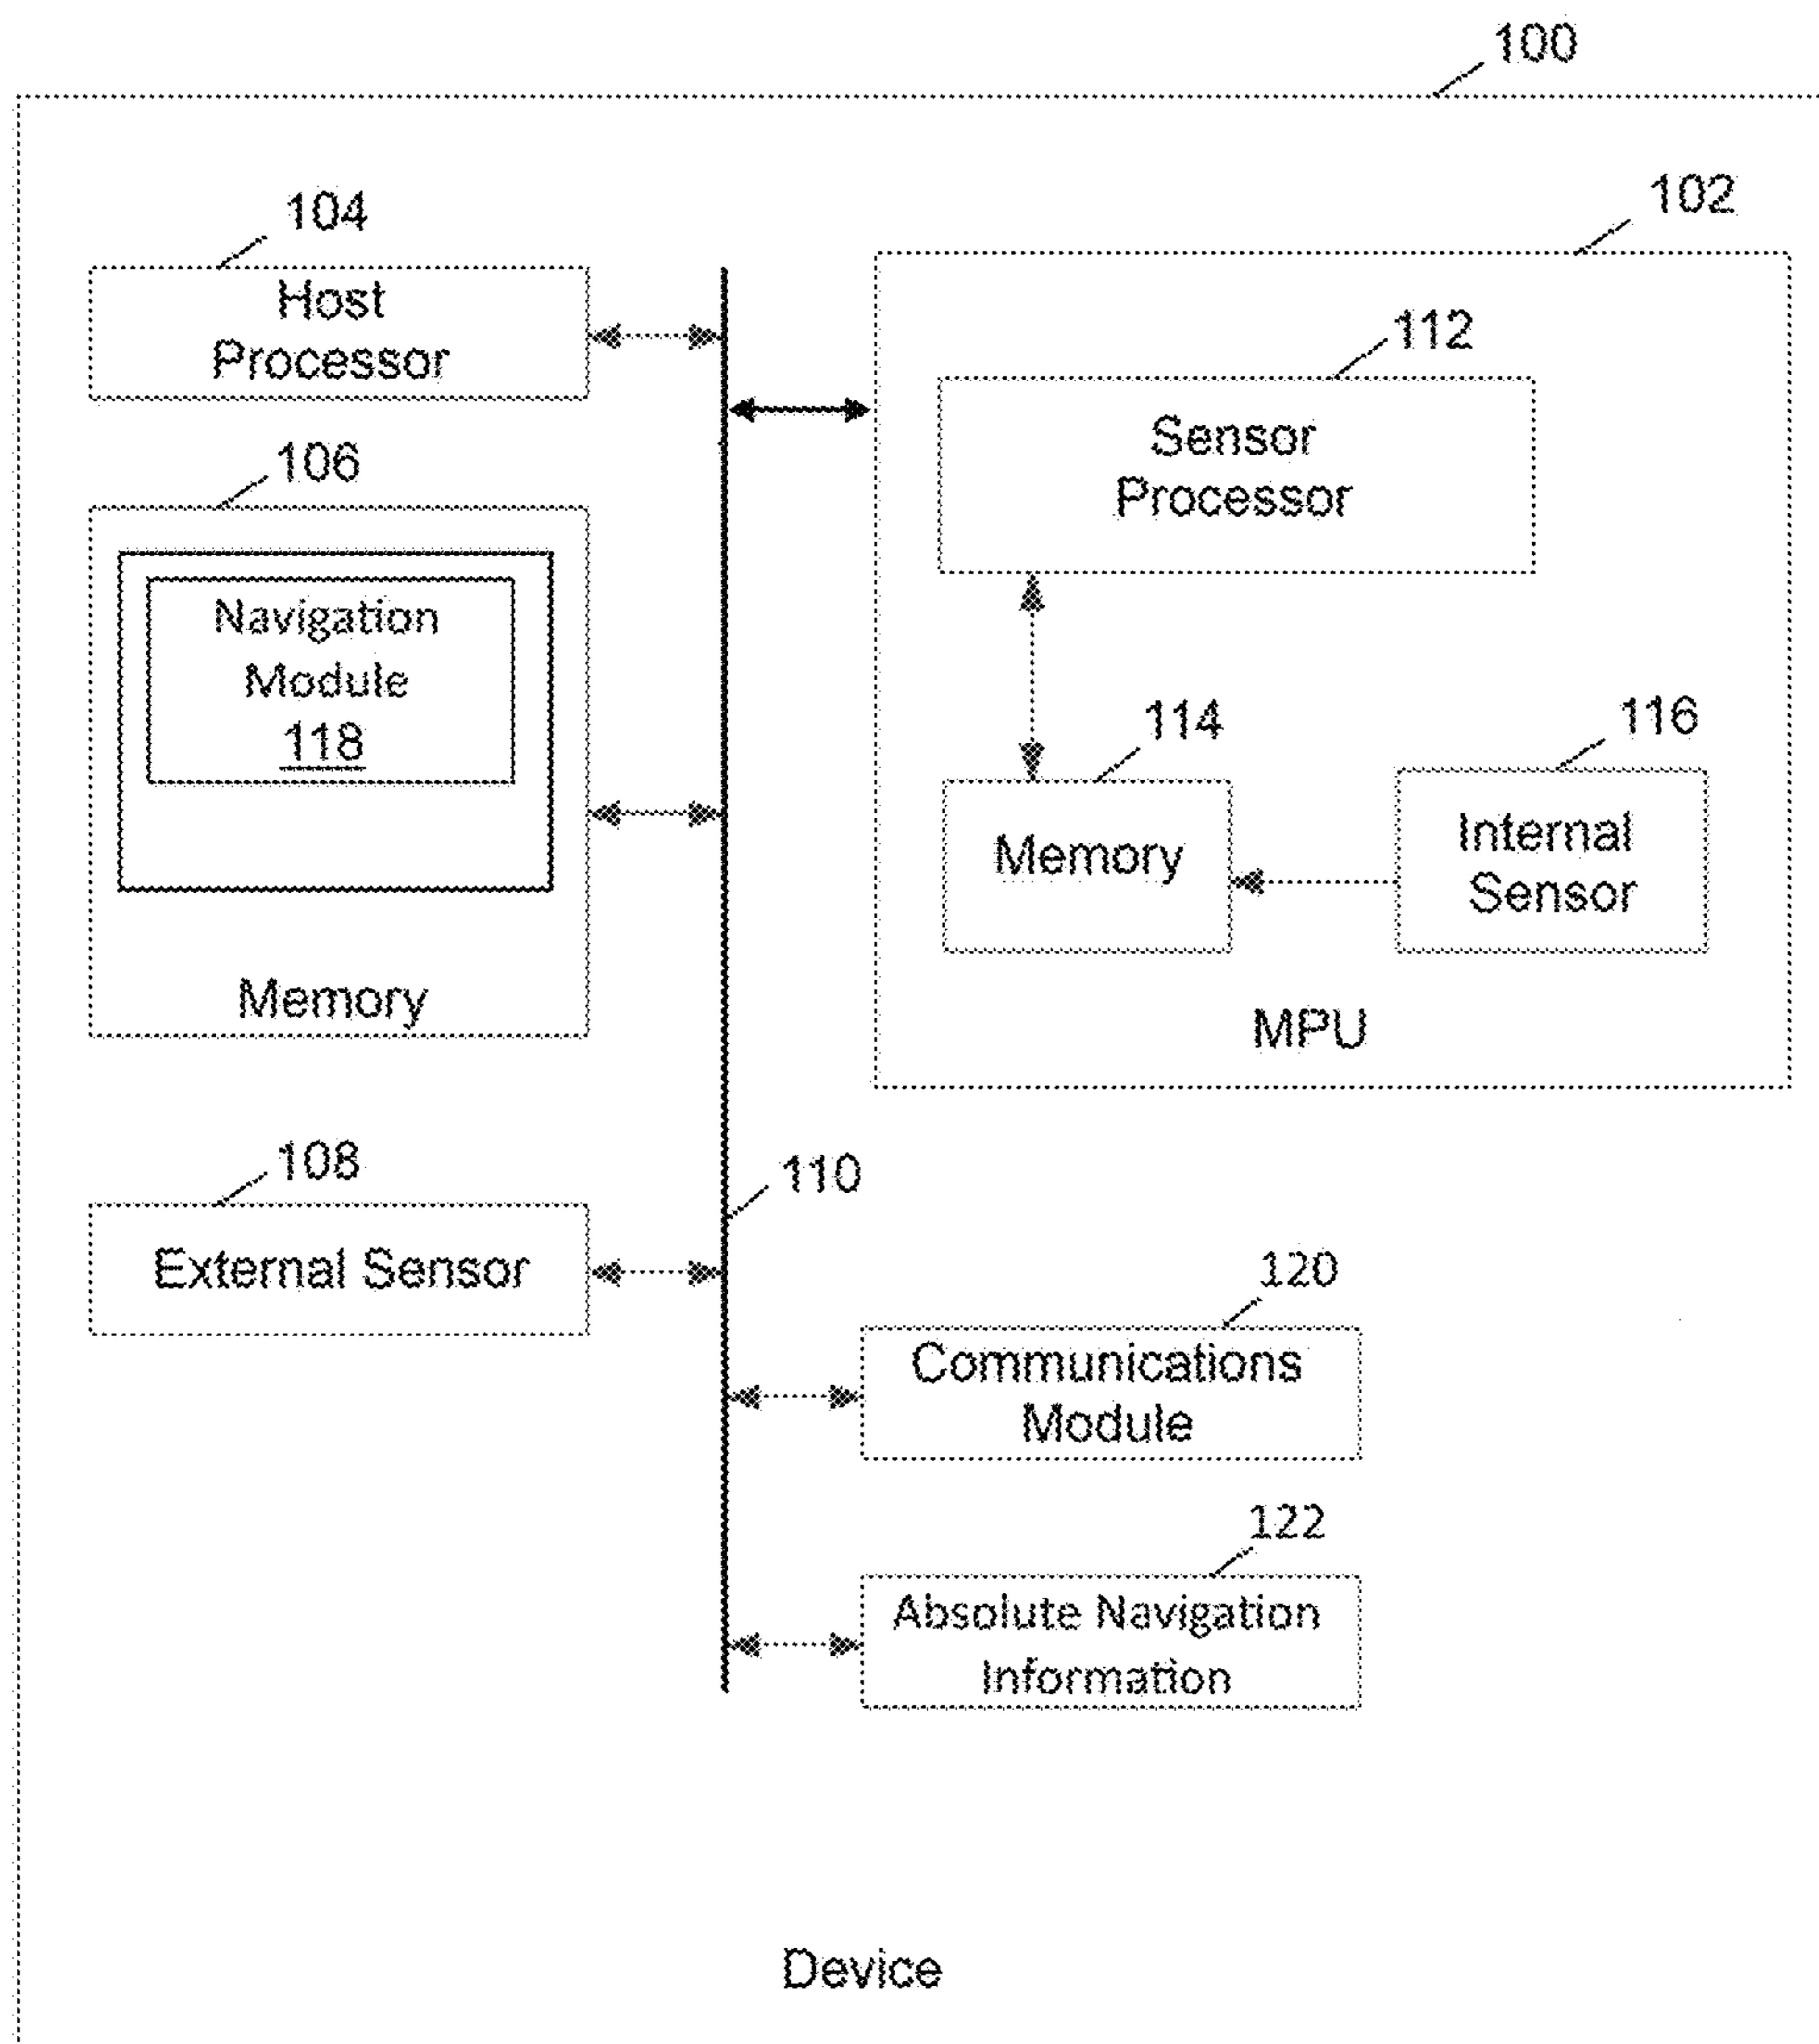 100
102
104
Host
Processor
112
Sensor
Processor
106
Navigation
Module
118
Memory
114
Memory
116
Internal
Sensor
MPU
108
External Sensor
110
120
Communications
Module
122
Absolute Navigation
Information
Device